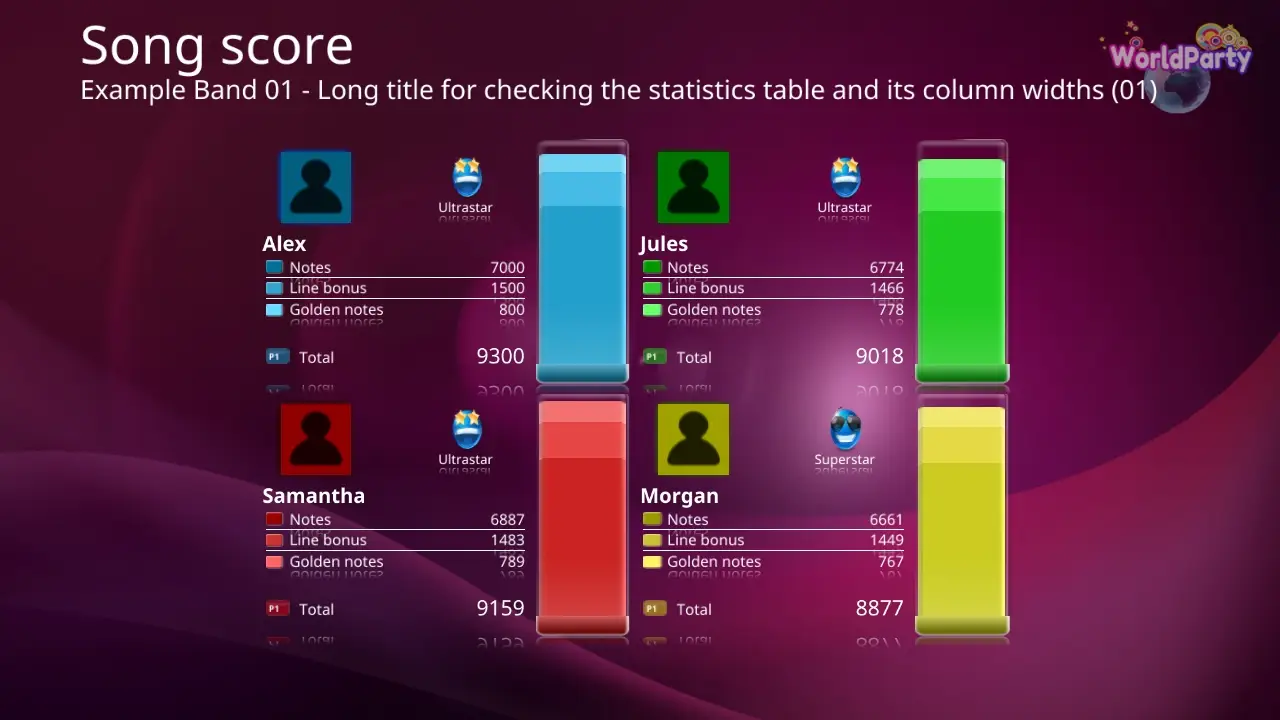 Song score
WorldParty
Example Band 01 - Long title for checking the statistics table and its column widths (01)
Ultrastar
Alex
Notes 7000
Line bonus 1500
Golden notes 800
P1 Total 9300
Ultrastar
Jules
Notes 6774
Line bonus 1466
Golden notes 778
P1 Total 9018
Ultrastar
Samantha
Notes 6887
Line bonus 1483
Golden notes 789
P1 Total 9159
Superstar
Morgan
Notes 6661
Line bonus 1449
Golden notes 767
P1 Total 8877